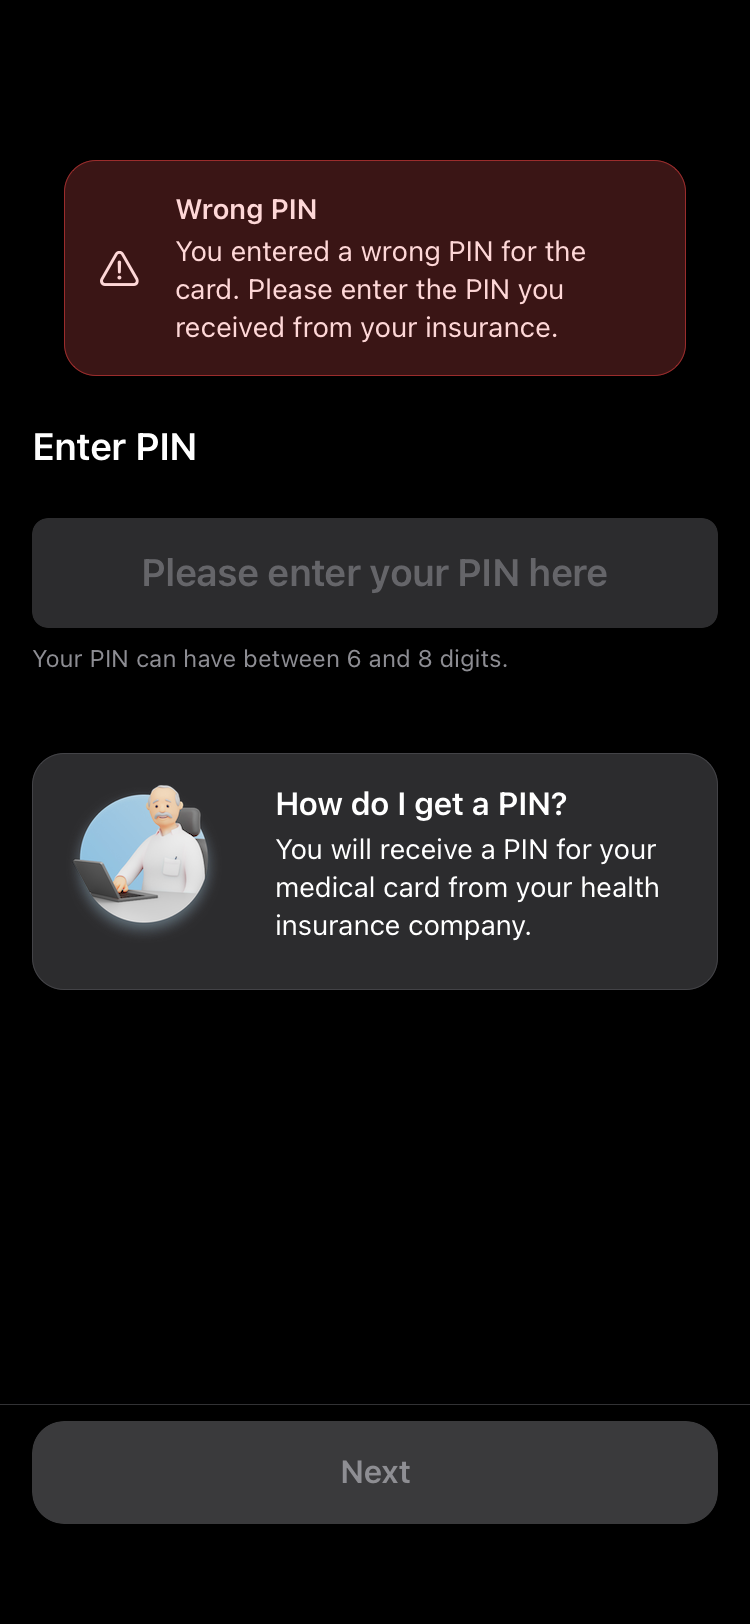 Wrong PIN
You entered a wrong PIN for the
card. Please enter the PIN you
received from your insurance.
Enter PIN
Please enter your PIN here
Your PIN can have between 6 and 8 digits.
How do I get a PIN?
You will receive a PIN for your
medical card from your health
insurance company.
Next